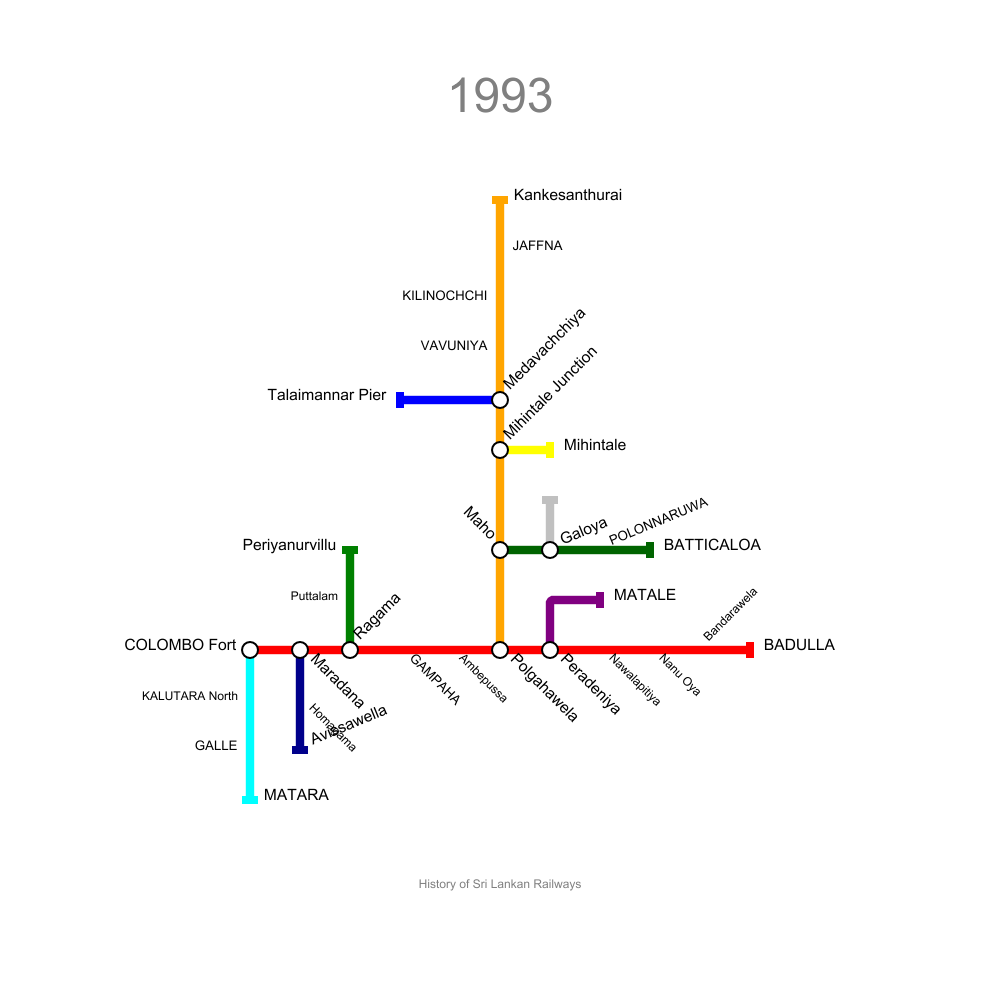 1993
Kankesanthurai
JAFFNA
KILINOCHCHI
VAVUNIYA
Medavachchiya
Talaimannar Pier
Mihintale Junction
Mihintale
Maho
Galoya
POLONNARUWA
BATTICALOA
Periyanurvillu
Puttalam
Ragama
MATALE
Bandarawela
COLOMBO Fort
BADULLA
Maradana
GAMPAHA
Ambepussa
Polgahawela
Peradeniya
Nawalapitiya
Nanu Oya
KALUTARA North
Homagama
Avissawella
GALLE
MATARA
History of Sri Lankan Railways